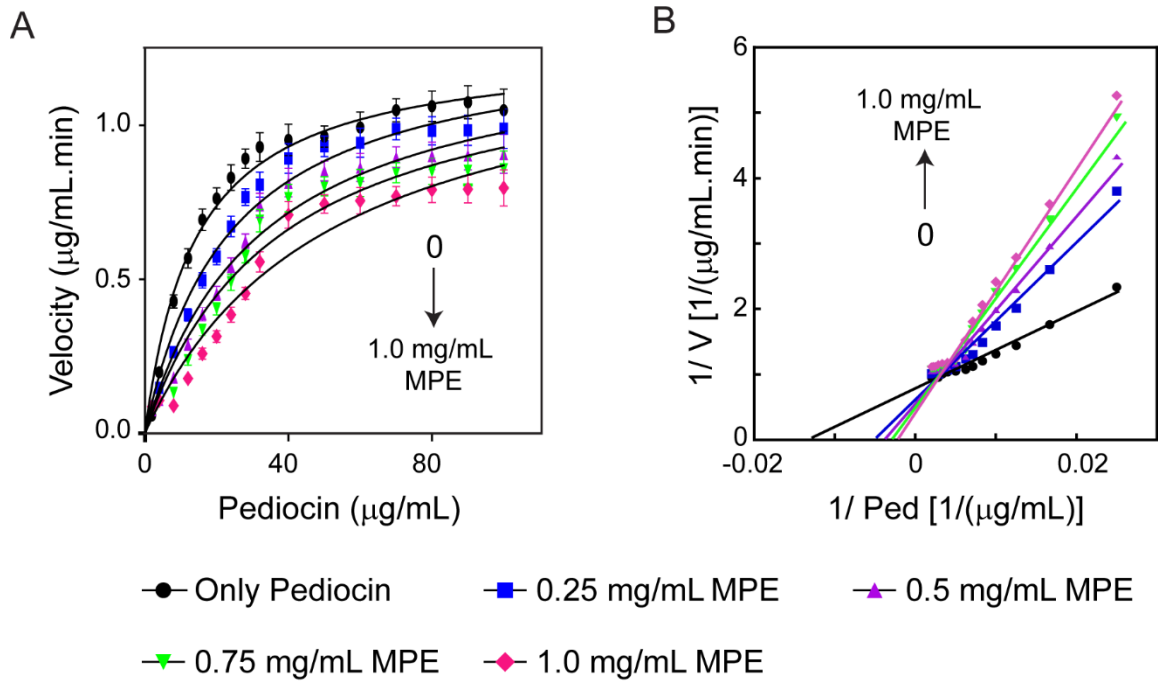 A
Velocity (μg/mL.min)
1.0
0.5
0.0
0
40
80
Pediocin (μg/mL)
0
1.0 mg/mL
MPE
B
1/ V [1/(μg/mL.min)]
6
4
2
0
-0.02
0
0.02
1/ Ped [1/(μg/mL)]
1.0 mg/mL
MPE
0
Only Pediocin
0.25 mg/mL MPE
0.5 mg/mL MPE
0.75 mg/mL MPE
1.0 mg/mL MPE